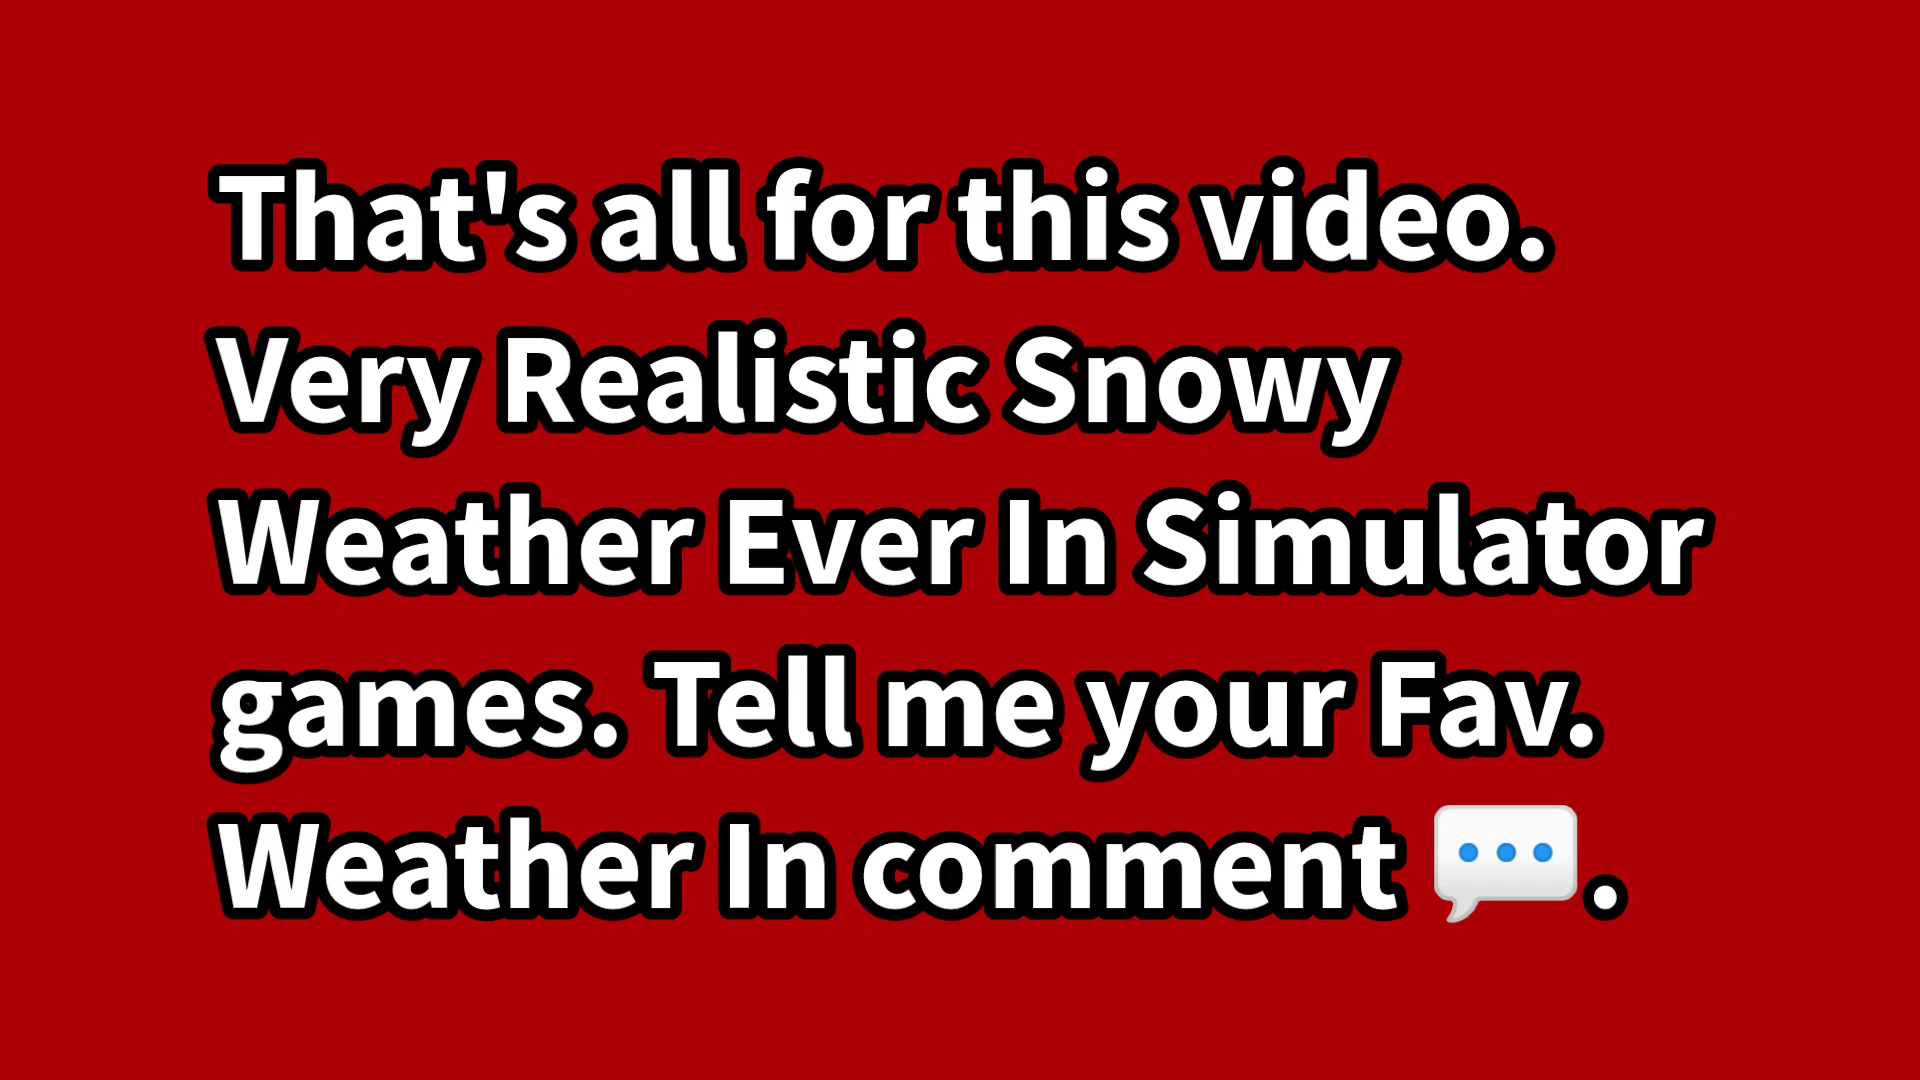 That's all for this video.
Very Realistic Snowy
Weather Ever In Simulator
games. Tell me your Fav.
Weather In comment 💬.